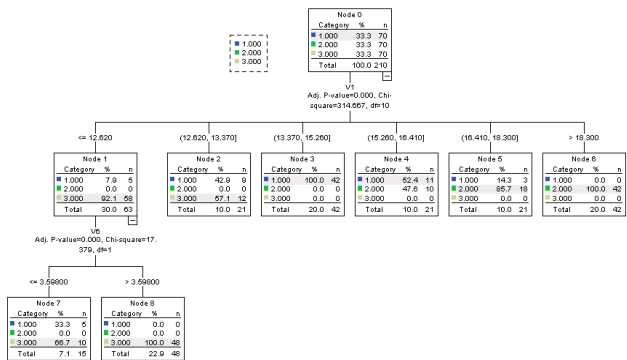 Node 0
Category % n
1.000 33.3 70
2.000 33.3 70
3.000 33.3 70
Total 100.0 210
1.000
2.000
3.000
V1
Adj. P-value=0.000, Chi-
square=314.667, df=10
<= 12.620
(12.620, 13.370]
(13.370, 15.260]
(15.260, 16.410]
(16.410, 18.300]
> 18.300
Node 1
Category % n
1.000 7.9 5
2.000 0.0 0
3.000 92.1 58
Total 30.0 63
Node 2
Category % n
1.000 42.9 9
2.000 0.0 0
3.000 57.1 12
Total 10.0 21
Node 3
Category % n
1.000 100.0 42
2.000 0.0 0
3.000 0.0 0
Total 20.0 42
Node 4
Category % n
1.000 52.4 11
2.000 47.6 10
3.000 0.0 0
Total 10.0 21
Node 5
Category % n
1.000 14.3 3
2.000 85.7 18
3.000 0.0 0
Total 10.0 21
Node 6
Category % n
1.000 0.0 0
2.000 100.0 42
3.000 0.0 0
Total 20.0 42
V6
Adj. P-value=0.000, Chi-square=17.
379, df=1
<= 3.59800
> 3.59800
Node 7
Category % n
1.000 33.3 5
2.000 0.0 0
3.000 66.7 10
Total 7.1 15
Node 8
Category % n
1.000 0.0 0
2.000 0.0 0
3.000 100.0 48
Total 22.9 48